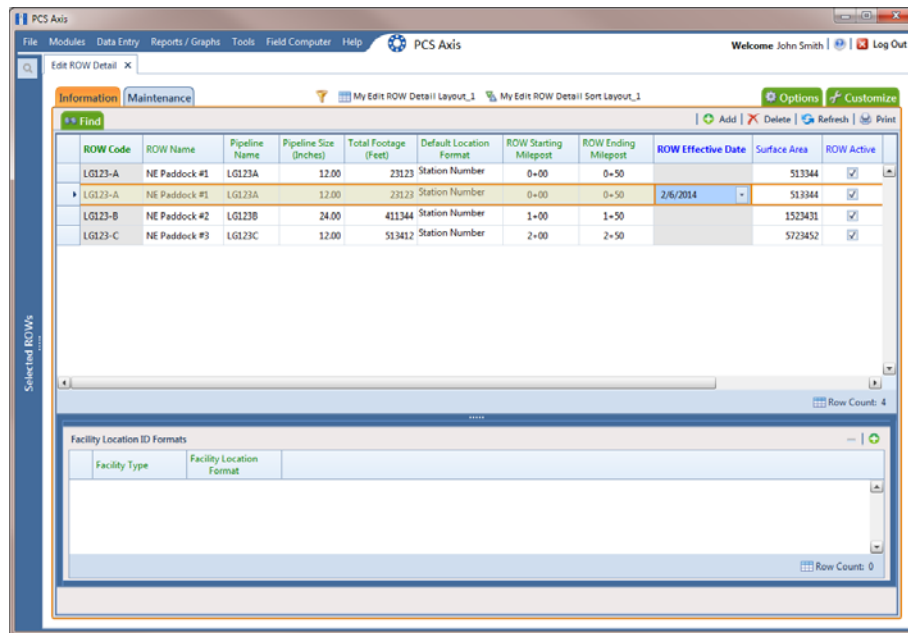 PCS Axis
File Modules Data Entry Reports / Graphs Tools Field Computer Help PCS Axis Welcome John Smith | | Log Out
Edit ROW Detail X
Information Maintenance My Edit ROW Detail Layout_1 My Edit ROW Detail Sort Layout_1 Options Customize
Find | Add | Delete | Refresh | Print
ROW Code ROW Name Pipeline Name Pipeline Size (Inches) Total Footage (Feet) Default Location Format ROW Starting Milepost ROW Ending Milepost ROW Effective Date Surface Area ROW Active
LG123-A NE Paddock #1 LG123A 12.00 23123 Station Number 0+00 0+50 513344
LG123-A NE Paddock #1 LG123A 12.00 23123 Station Number 0+00 0+50 2/6/2014 513344
LG123-B NE Paddock #2 LG123B 24.00 411344 Station Number 1+00 1+50 1523431
LG123-C NE Paddock #3 LG123C 12.00 513412 Station Number 2+00 2+50 5723452
Selected ROWs
Row Count: 4
Facility Location ID Formats
Facility Type Facility Location Format
Row Count: 0